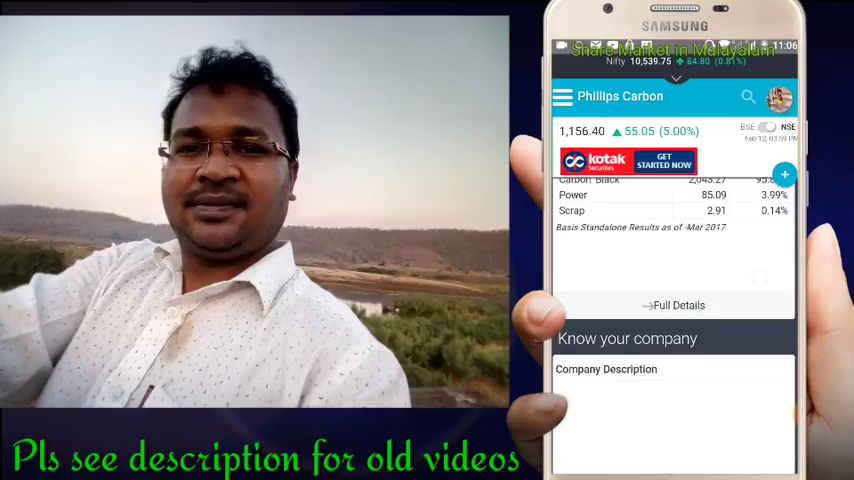 SAMSUNG
11:06
Share Market in Malayalam
Nifty 10,539.75 84.80 (0.81%)
Phillips Carbon
1,156.40 ▲ 55.05 (5.00%)
BSE NSE
Feb 12, 03:59 PM
kotak Securities GET STARTED NOW
+
Carbon Black 2,043.27
Power 85.09 3.99%
Scrap 2.91 0.14%
Basis Standalone Results as of -Mar 2017
→Full Details
Know your company
Company Description
Pls see description for old videos